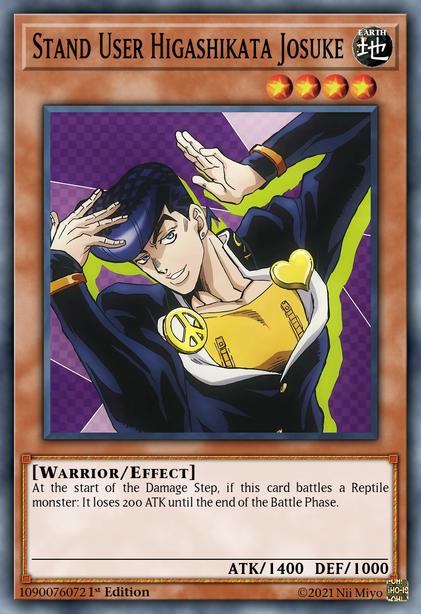 STAND USER HIGASHIKATA JOSUKE
EARTH
地
[WARRIOR/EFFECT]
At the start of the Damage Step, if this card battles a Reptile
monster: It loses 200 ATK until the end of the Battle Phase.
ATK/1400 DEF/1000
1090076072 1st Edition
©2021 Nii Miyo